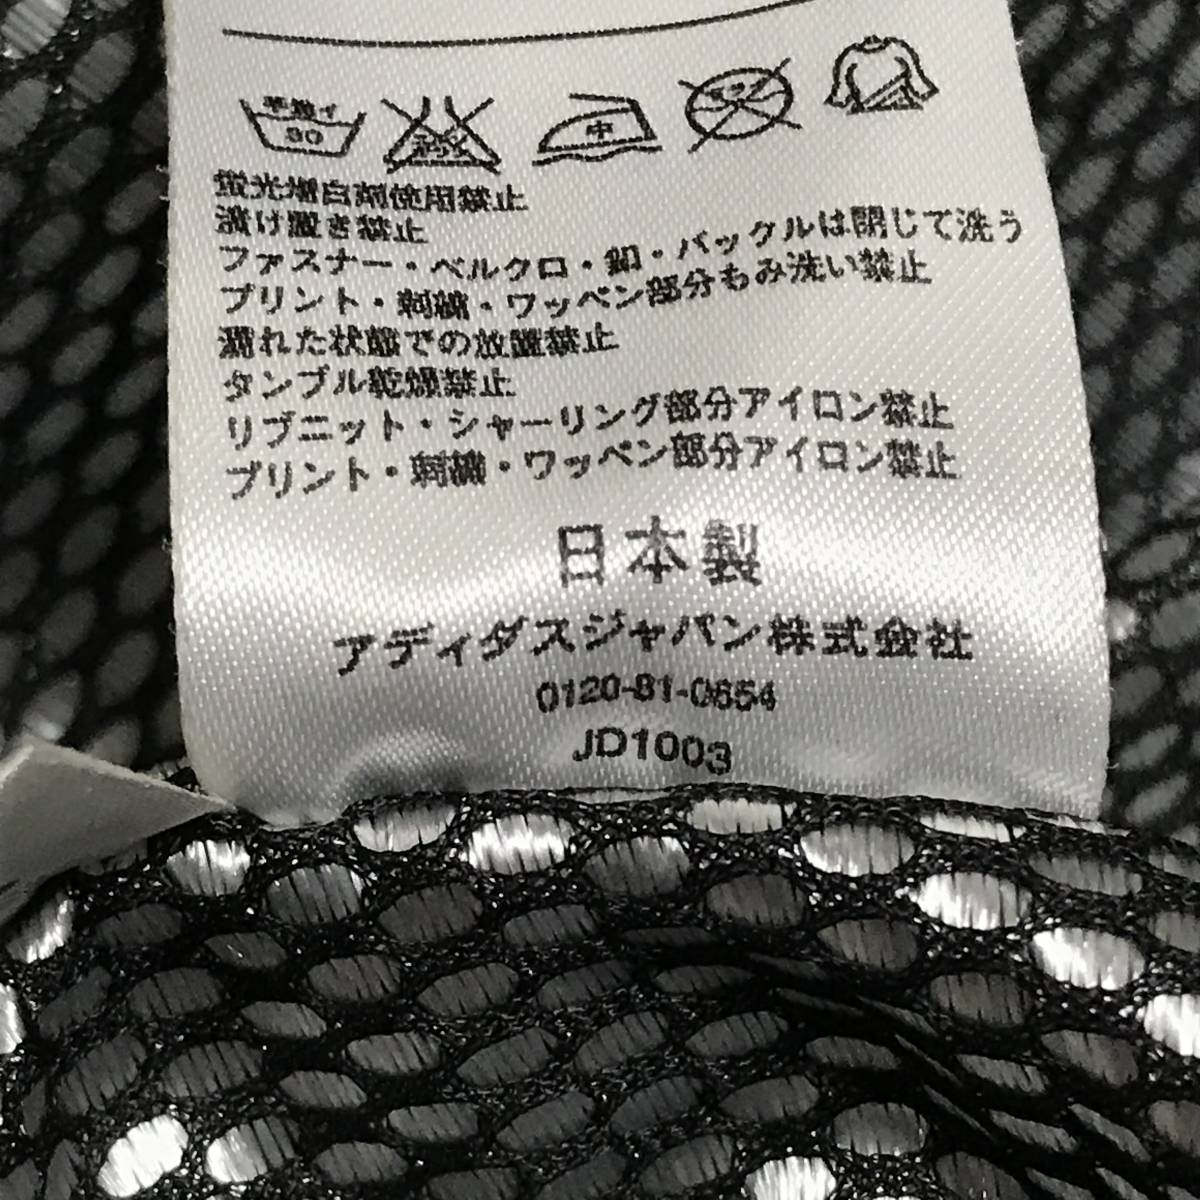 手洗イ
30
中
蛍光増白剤使用禁止
漬け置き禁止
ファスナー・ベルクロ・釦・バックルは閉じて洗う
プリント・刺繍・ワッペン部分もみ洗い禁止
濡れた状態での放置禁止
タンブル乾燥禁止
リブニット・シャーリング部分アイロン禁止
プリント・刺繍・ワッペン部分アイロン禁止
日本製
アディダスジャパン株式会社
0120-81-0654
JD1003